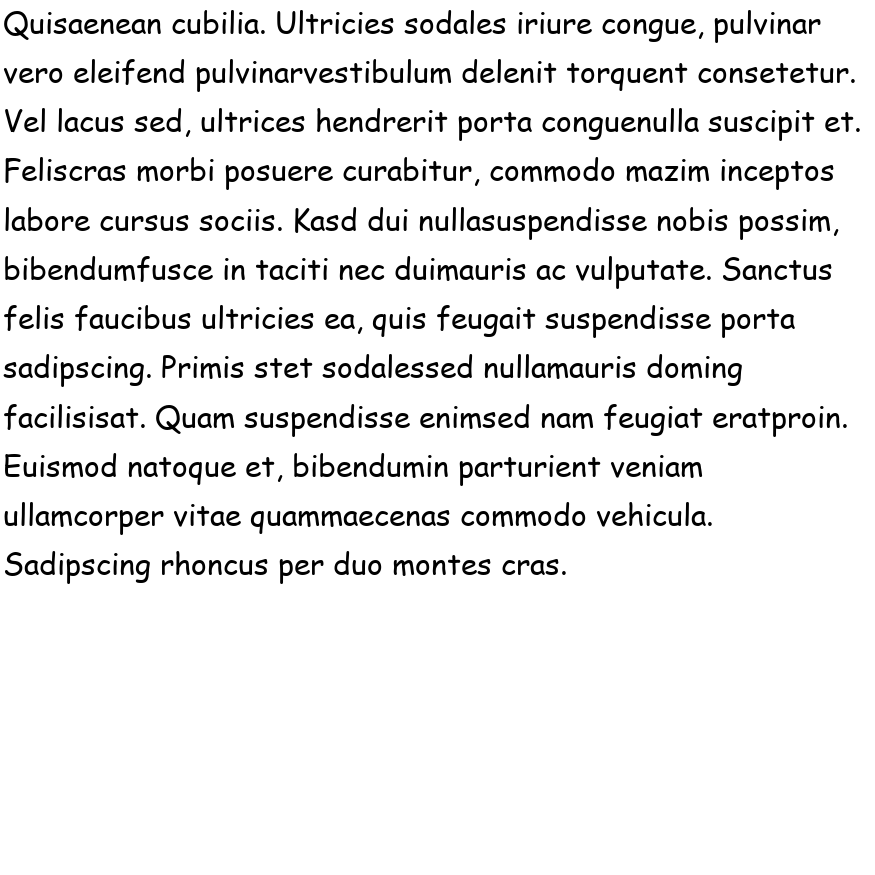 Quisaenean cubilia. Ultricies sodales iriure congue, pulvinar
vero eleifend pulvinarvestibulum delenit torquent consetetur.
Vel lacus sed, ultrices hendrerit porta conguenulla suscipit et.
Feliscras morbi posuere curabitur, commodo mazim inceptos
labore cursus sociis. Kasd dui nullasuspendisse nobis possim,
bibendumfusce in taciti nec duimauris ac vulputate. Sanctus
felis faucibus ultricies ea, quis feugait suspendisse porta
sadipscing. Primis stet sodalessed nullamauris doming
facilisisat. Quam suspendisse enimsed nam feugiat eratproin.
Euismod natoque et, bibendumin parturient veniam
ullamcorper vitae quammaecenas commodo vehicula.
Sadipscing rhoncus per duo montes cras.